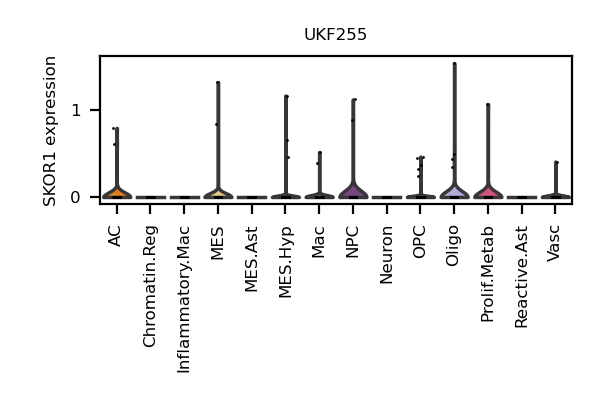 UKF255
SKOR1 expression
1
0
AC
Chromatin.Reg
Inflammatory.Mac
MES
MES.Ast
MES.Hyp
Mac
NPC
Neuron
OPC
Oligo
Prolif.Metab
Reactive.Ast
Vasc